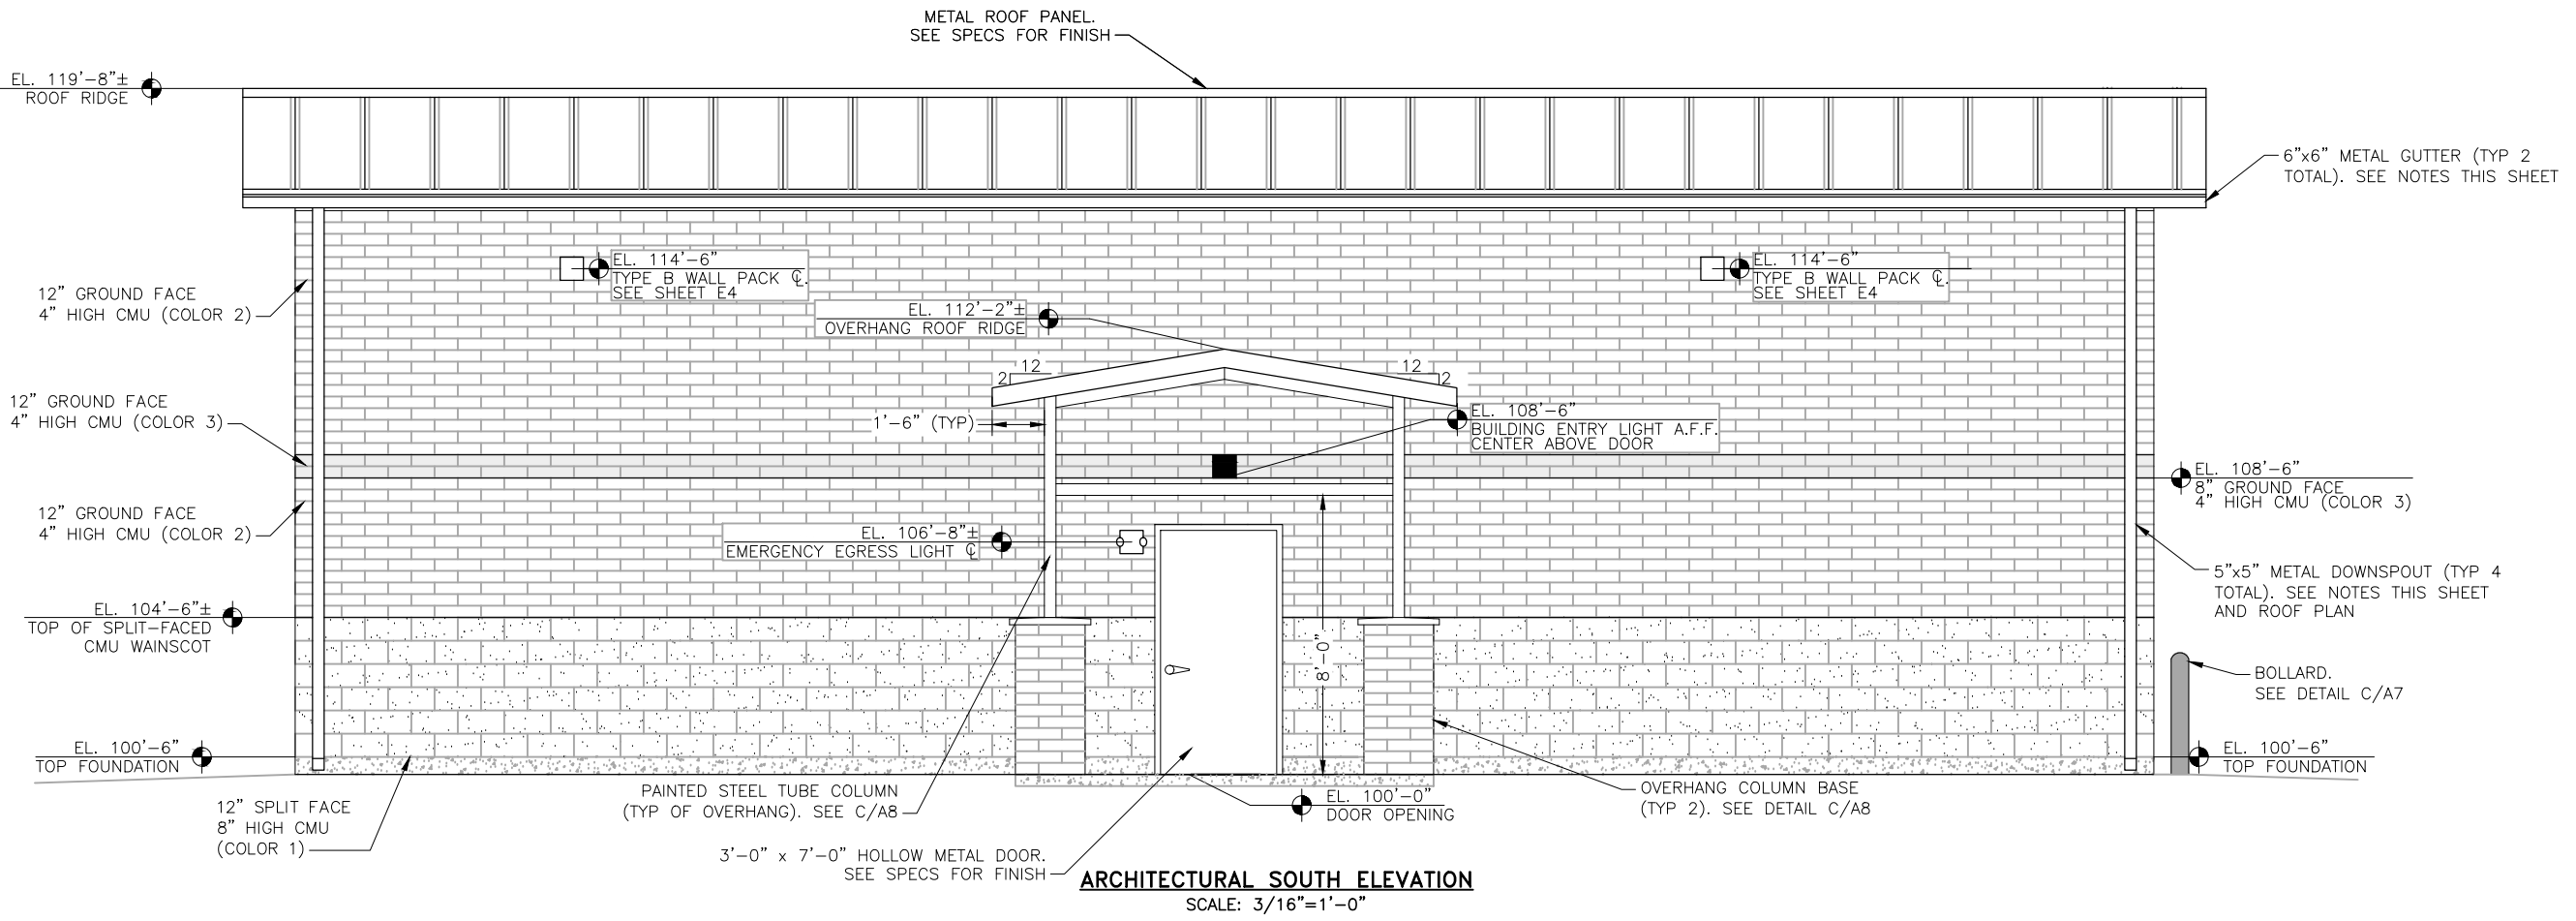 METAL ROOF PANEL.
SEE SPECS FOR FINISH
EL. 119'-8"±
ROOF RIDGE
6"x6" METAL GUTTER (TYP 2
TOTAL). SEE NOTES THIS SHEET
EL. 114'-6"
TYPE B WALL PACK ℄.
SEE SHEET E4
EL. 114'-6"
TYPE B WALL PACK ℄.
SEE SHEET E4
12" GROUND FACE
4" HIGH CMU (COLOR 2)
EL. 112'-2"±
OVERHANG ROOF RIDGE
12
2
12
2
12" GROUND FACE
4" HIGH CMU (COLOR 3)
1'-6" (TYP)
EL. 108'-6"
BUILDING ENTRY LIGHT A.F.F.
CENTER ABOVE DOOR
EL. 108'-6"
8" GROUND FACE
4" HIGH CMU (COLOR 3)
12" GROUND FACE
4" HIGH CMU (COLOR 2)
EL. 106'-8"±
EMERGENCY EGRESS LIGHT ℄
5"x5" METAL DOWNSPOUT (TYP 4
TOTAL). SEE NOTES THIS SHEET
AND ROOF PLAN
EL. 104'-6"±
TOP OF SPLIT-FACED
CMU WAINSCOT
8'-0"
BOLLARD.
SEE DETAIL C/A7
EL. 100'-6"
TOP FOUNDATION
EL. 100'-6"
TOP FOUNDATION
12" SPLIT FACE
8" HIGH CMU
(COLOR 1)
PAINTED STEEL TUBE COLUMN
(TYP OF OVERHANG). SEE C/A8
EL. 100'-0"
DOOR OPENING
OVERHANG COLUMN BASE
(TYP 2). SEE DETAIL C/A8
3'-0" x 7'-0" HOLLOW METAL DOOR.
SEE SPECS FOR FINISH
ARCHITECTURAL SOUTH ELEVATION
SCALE: 3/16"=1'-0"